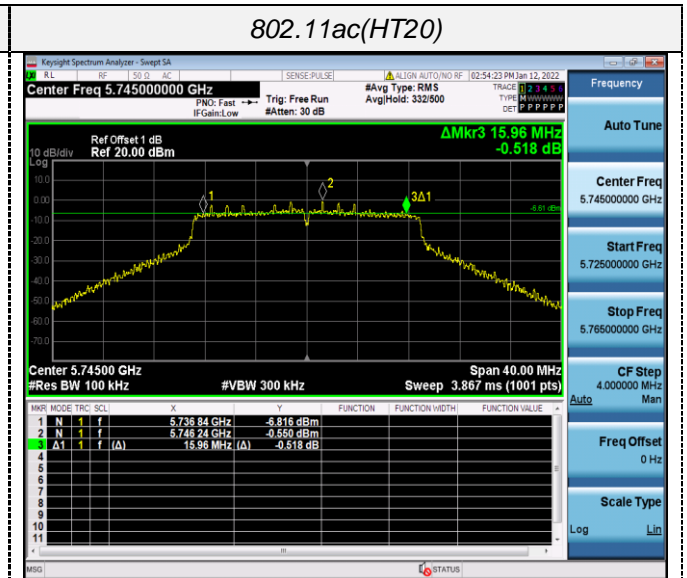 802.11ac(HT20)
Keysight Spectrum Analyzer - Swept SA
RL RF 50 Ω AC SENSE:PULSE ALIGN AUTO/NO RF 02:54:23 PM Jan 12, 2022
Center Freq 5.745000000 GHz
PNO: Fast
IFGain:Low
Trig: Free Run
#Atten: 30 dB
#Avg Type: RMS
Avg|Hold: 332/500
TRACE 1 2 3 4 5 6
TYPE MWWWWW
DET P P P P P P
Frequency
Auto Tune
Center Freq
5.745000000 GHz
Start Freq
5.725000000 GHz
Stop Freq
5.765000000 GHz
CF Step
4.000000 MHz
Auto Man
Freq Offset
0 Hz
Scale Type
Log Lin
Ref Offset 1 dB
10 dB/div Ref 20.00 dBm
Log
ΔMkr3 15.96 MHz
-0.518 dB
10.0
0.00
-10.0
-20.0
-30.0
-40.0
-50.0
-60.0
-70.0
1
2
3Δ1
-6.61 dBm
Center 5.74500 GHz Span 40.00 MHz
#Res BW 100 kHz #VBW 300 kHz Sweep 3.867 ms (1001 pts)
MKR MODE TRC SCL X Y FUNCTION FUNCTION WIDTH FUNCTION VALUE
1 N 1 f 5.736 84 GHz -6.816 dBm
2 N 1 f 5.746 24 GHz -0.550 dBm
3 Δ1 1 f (Δ) 15.96 MHz (Δ) -0.518 dB
4
5
6
7
8
9
10
11
MSG STATUS